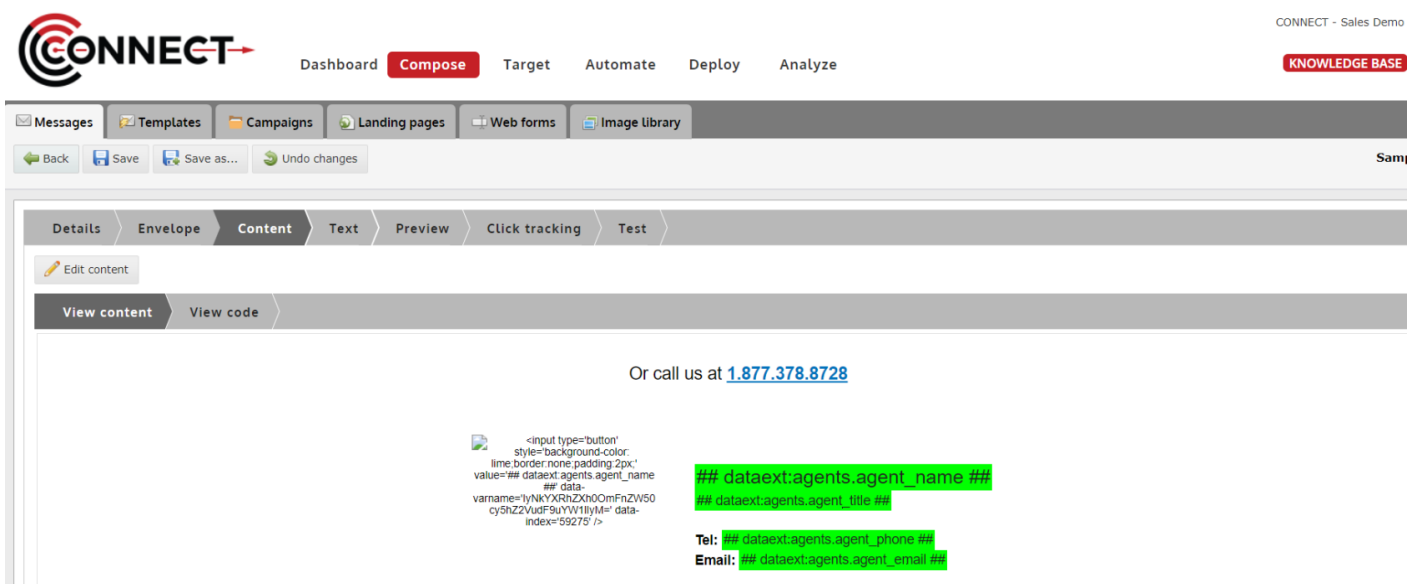 CONNECT - Sales Demo
CONNECT
Dashboard Compose Target Automate Deploy Analyze
KNOWLEDGE BASE
Messages Templates Campaigns Landing pages Web forms Image library
Back Save Save as... Undo changes
Samp
Details Envelope Content Text Preview Click tracking Test
Edit content
View content View code
Or call us at 1.877.378.8728
<input type='button'
style='background-color:
lime;border:none;padding:2px;'
value='## dataext:agents.agent_name
##' data-
varname='IyNkYXRhZXh0OmFnZW50
cy5hZ2VudF9uYW1lIyM=' data-
index='59275' />
## dataext:agents.agent_name ##
## dataext:agents.agent_title ##
Tel: ## dataext:agents.agent_phone ##
Email: ## dataext:agents.agent_email ##